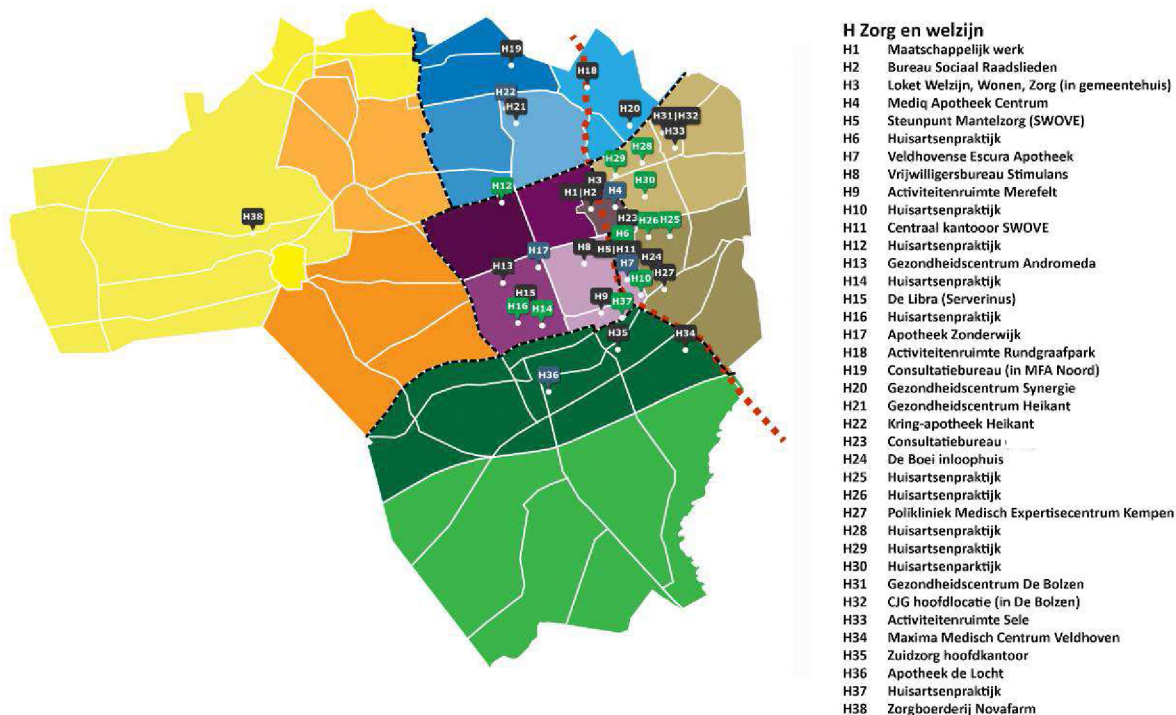 H19
H18
H22
H21
H20
H31|H32
H33
H28
H29
H30
H12
H3
H4
H1|H2
H38
H23
H26
H25
H6
H17
H8
H5|H11
H24
H13
H7
H27
H10
H15
H16
H14
H9
H37
H35
H34
H36
H Zorg en welzijn
H1 Maatschappelijk werk
H2 Bureau Sociaal Raadslieden
H3 Loket Welzijn, Wonen, Zorg (in gemeentehuis)
H4 Mediq Apotheek Centrum
H5 Steunpunt Mantelzorg (SWOVE)
H6 Huisartsenpraktijk
H7 Veldhovense Escura Apotheek
H8 Vrijwilligersbureau Stimulans
H9 Activiteitenruimte Merefelt
H10 Huisartsenpraktijk
H11 Centraal kantooor SWOVE
H12 Huisartsenpraktijk
H13 Gezondheidscentrum Andromeda
H14 Huisartsenpraktijk
H15 De Libra (Serverinus)
H16 Huisartsenpraktijk
H17 Apotheek Zonderwijk
H18 Activiteitenruimte Rundgraafpark
H19 Consultatiebureau (in MFA Noord)
H20 Gezondheidscentrum Synergie
H21 Gezondheidscentrum Heikant
H22 Kring-apotheek Heikant
H23 Consultatiebureau
H24 De Boei inloophuis
H25 Huisartsenpraktijk
H26 Huisartsenpraktijk
H27 Polikliniek Medisch Expertisecentrum Kempen
H28 Huisartsenpraktijk
H29 Huisartsenpraktijk
H30 Huisartsenparktijk
H31 Gezondheidscentrum De Bolzen
H32 CJG hoofdlocatie (in De Bolzen)
H33 Activiteitenruimte Sele
H34 Maxima Medisch Centrum Veldhoven
H35 Zuidzorg hoofdkantoor
H36 Apotheek de Locht
H37 Huisartsenpraktijk
H38 Zorgboerderij Novafarm